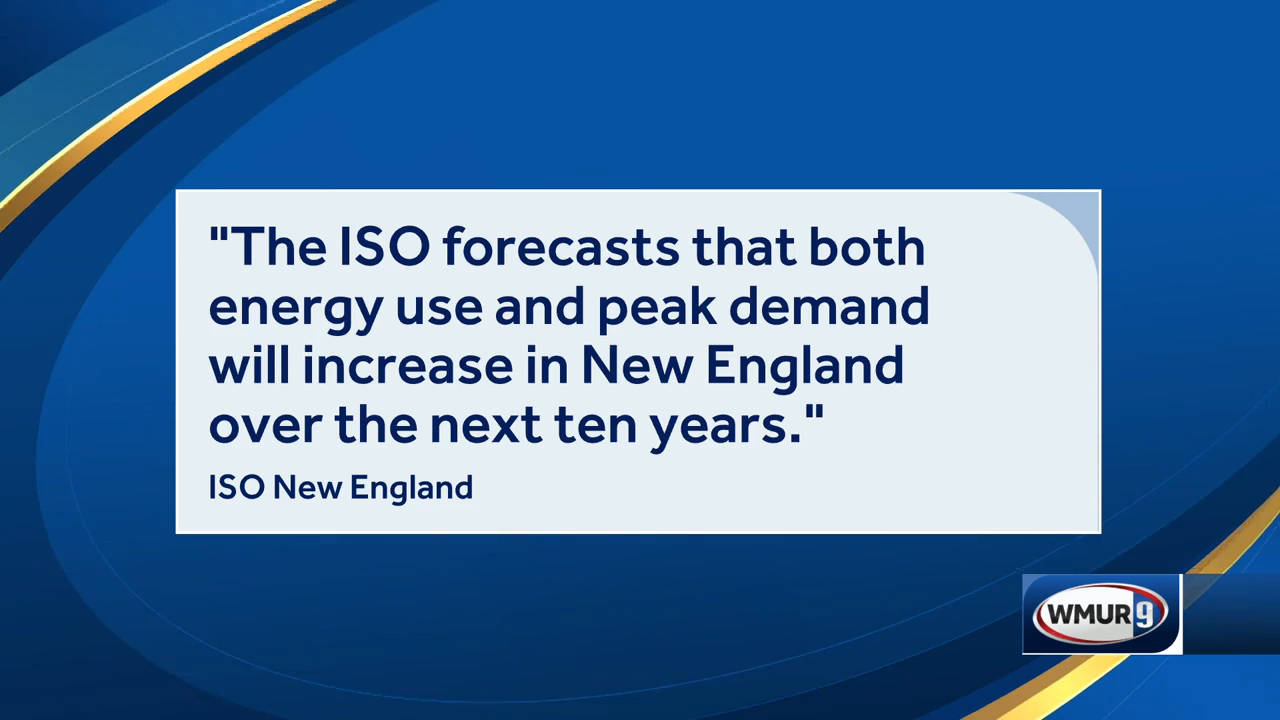 "The ISO forecasts that both
energy use and peak demand
will increase in New England
over the next ten years."
ISO New England
WMUR9